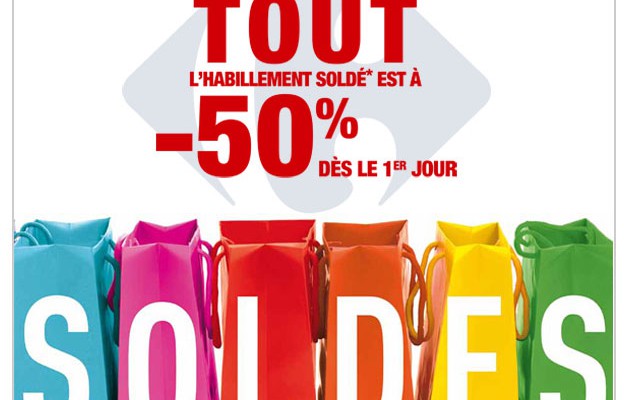 TOUT
L'HABILLEMENT SOLDÉ* EST À
-50%
DÈS LE 1ER JOUR
SOLDES